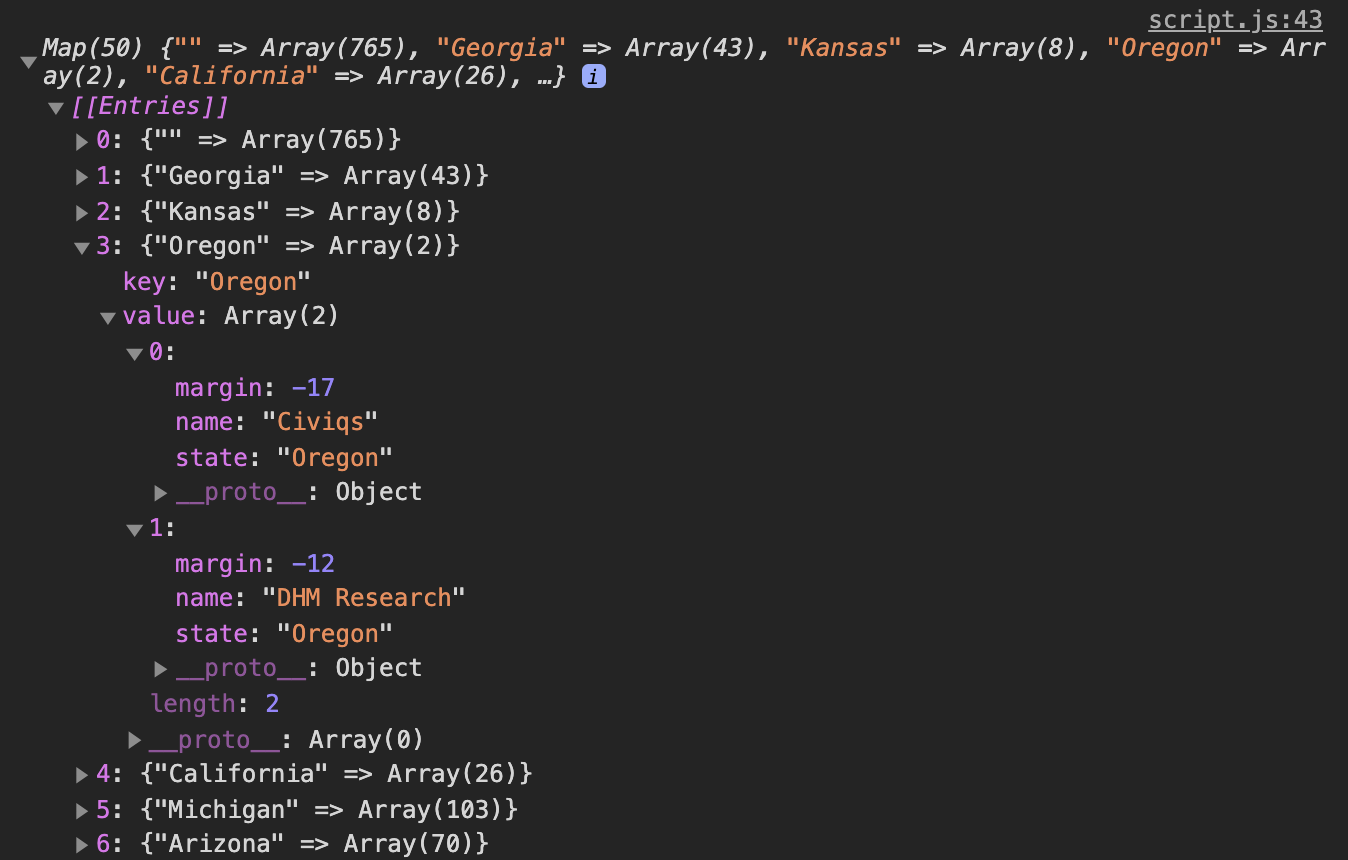 script.js:43
Map(50) {"" => Array(765), "Georgia" => Array(43), "Kansas" => Array(8), "Oregon" => Arr
ay(2), "California" => Array(26), …} i
[[Entries]]
0: {"" => Array(765)}
1: {"Georgia" => Array(43)}
2: {"Kansas" => Array(8)}
3: {"Oregon" => Array(2)}
key: "Oregon"
value: Array(2)
0:
margin: -17
name: "Civiqs"
state: "Oregon"
__proto__: Object
1:
margin: -12
name: "DHM Research"
state: "Oregon"
__proto__: Object
length: 2
__proto__: Array(0)
4: {"California" => Array(26)}
5: {"Michigan" => Array(103)}
6: {"Arizona" => Array(70)}